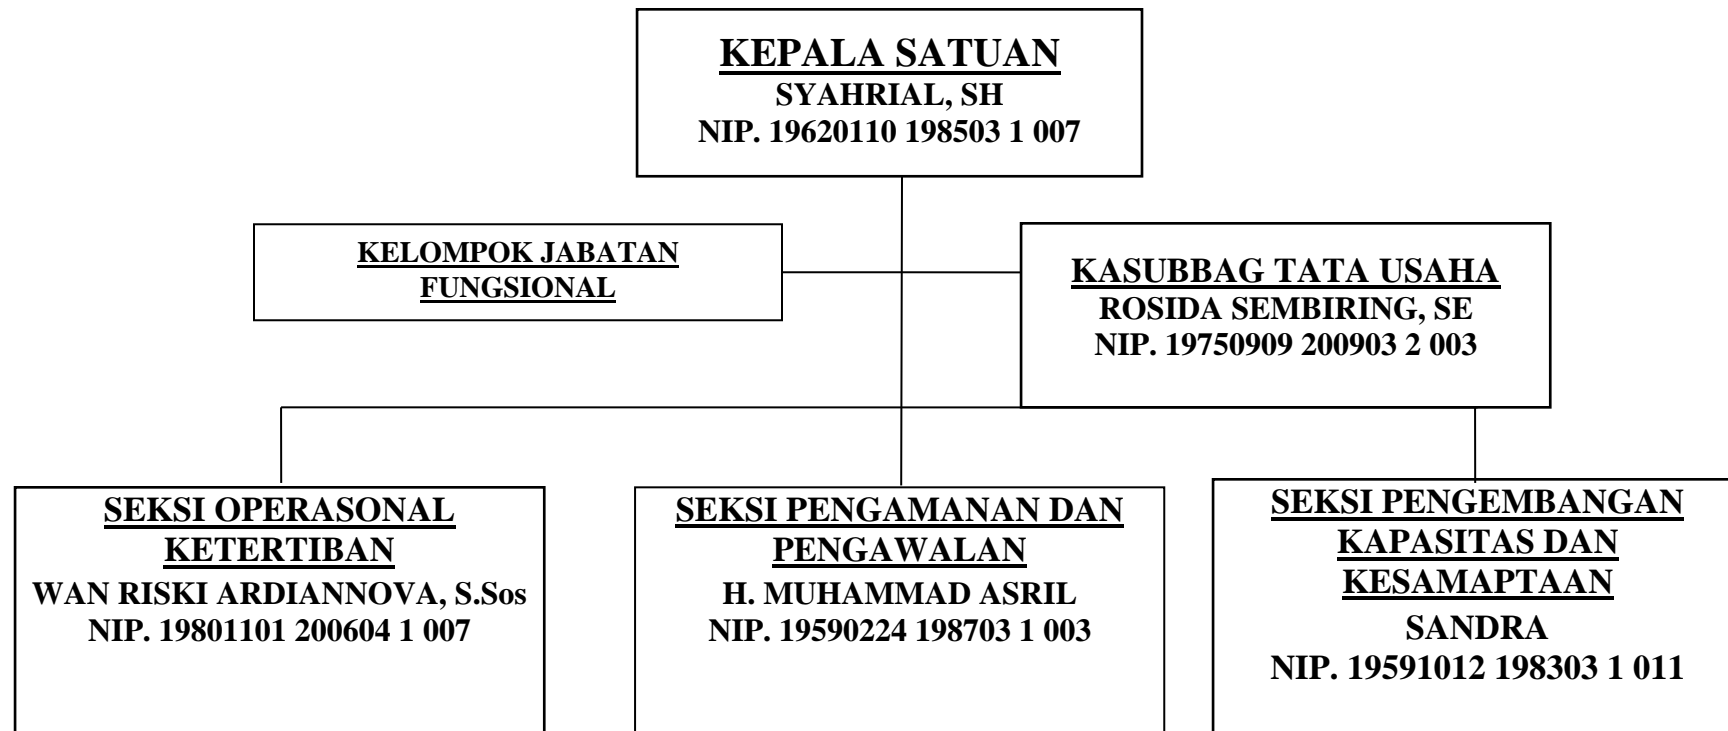 KEPALA SATUAN
SYAHRIAL, SH
NIP. 19620110 198503 1 007
KELOMPOK JABATAN
FUNGSIONAL
KASUBBAG TATA USAHA
ROSIDA SEMBIRING, SE
NIP. 19750909 200903 2 003
SEKSI OPERASONAL
KETERTIBAN
WAN RISKI ARDIANNOVA, S.Sos
NIP. 19801101 200604 1 007
SEKSI PENGAMANAN DAN
PENGAWALAN
H. MUHAMMAD ASRIL
NIP. 19590224 198703 1 003
SEKSI PENGEMBANGAN
KAPASITAS DAN
KESAMAPTAAN
SANDRA
NIP. 19591012 198303 1 011